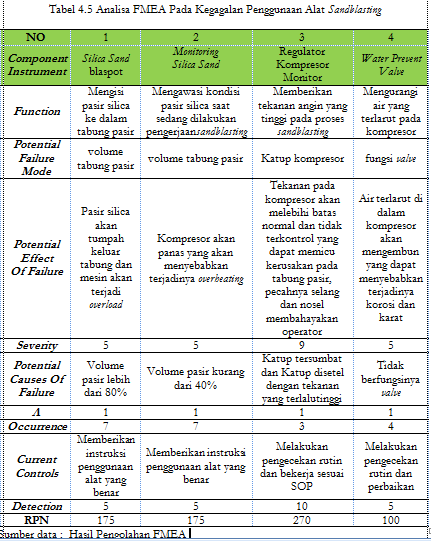 Tabel 4.5 Analisa FMEA Pada Kegagalan Penggunaan Alat Sandblasting
NO 1 2 3 4
Component Instrument
Silica Sand blaspot
Monitoring Silica Sand
Regulator Kompresor Monitor
Water Prevent Valve
Function
Mengisi pasir silica ke dalam tabung pasir
Mengawasi kondisi pasir silica saat sedang dilakukan pengerjaansandblasting
Memberikan tekanan angin yang tinggi pada proses sandblasting
Mengurangi air yang terlarut pada kompresor
Potential Failure Mode
volume tabung pasir
volume tabung pasir
Katup kompresor
fungsi valve
Potential Effect Of Failure
Pasir silica akan tumpah keluar tabung dan mesin akan terjadi overload
Kompresor akan panas yang akan menyebabkan terjadinya overheating
Tekanan pada kompresor akan melebihi batas normal dan tidak terkontrol yang dapat memicu kerusakan pada tabung pasir, pecahnya selang dan nosel membahayakan operator
Air terlarut di dalam kompresor akan mengembun yang dapat menyebabkan terjadinya korosi dan karat
Severity 5 5 9 5
Potential Causes Of Failure
Volume pasir lebih dari 80%
Volume pasir kurang dari 40%
Katup tersumbat dan Katup disetel dengan tekanan yang terlalutinggi
Tidak berfungsinya valve
A 1 1 1 1
Occurrence 7 7 3 4
Current Controls
Memberikan instruksi penggunaan alat yang benar
Memberikan instruksi penggunaan alat yang benar
Melakukan pengecekan rutin dan bekerja sesuai SOP
Melakukan pengecekan rutin dan perbaikan
Detection 5 5 10 5
RPN 175 175 270 100
Sumber data : Hasil Pengolahan FMEA